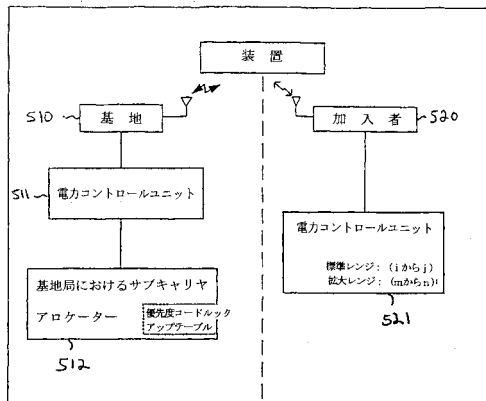 装 置
510
基 地
加 入 者
520
511
電力コントロールユニット
電力コントロールユニット
標準レンジ： (iからj)
拡大レンジ： (mからn)
521
基地局におけるサブキャリヤ
アロケーター
優先度コードルック
アップテーブル
512